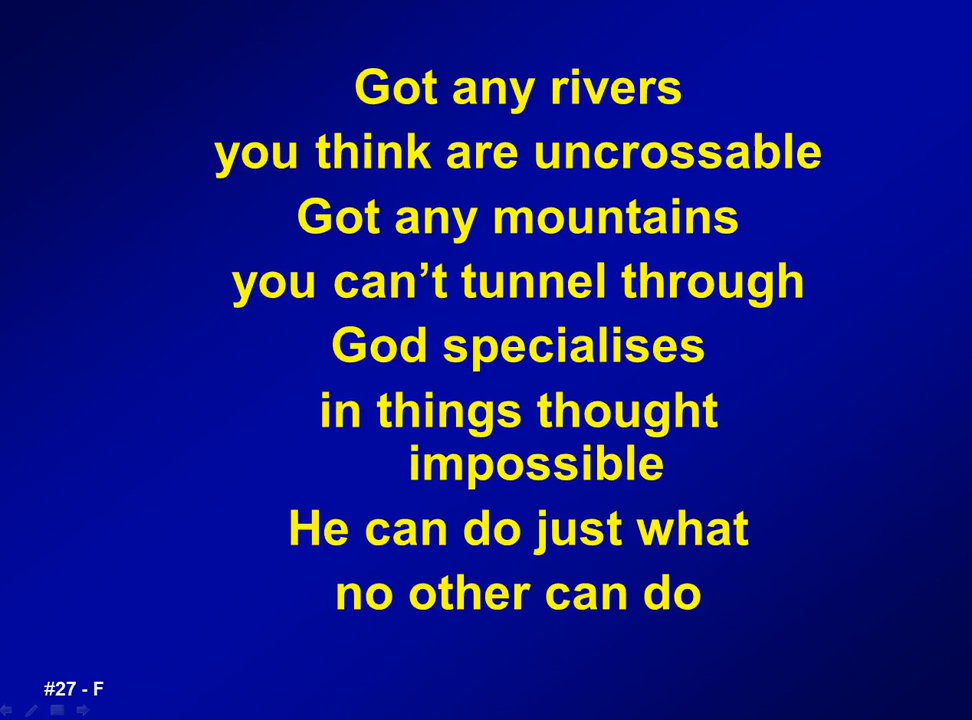 Got any rivers
you think are uncrossable
Got any mountains
you can’t tunnel through
God specialises
in things thought
impossible
He can do just what
no other can do
#27 - F